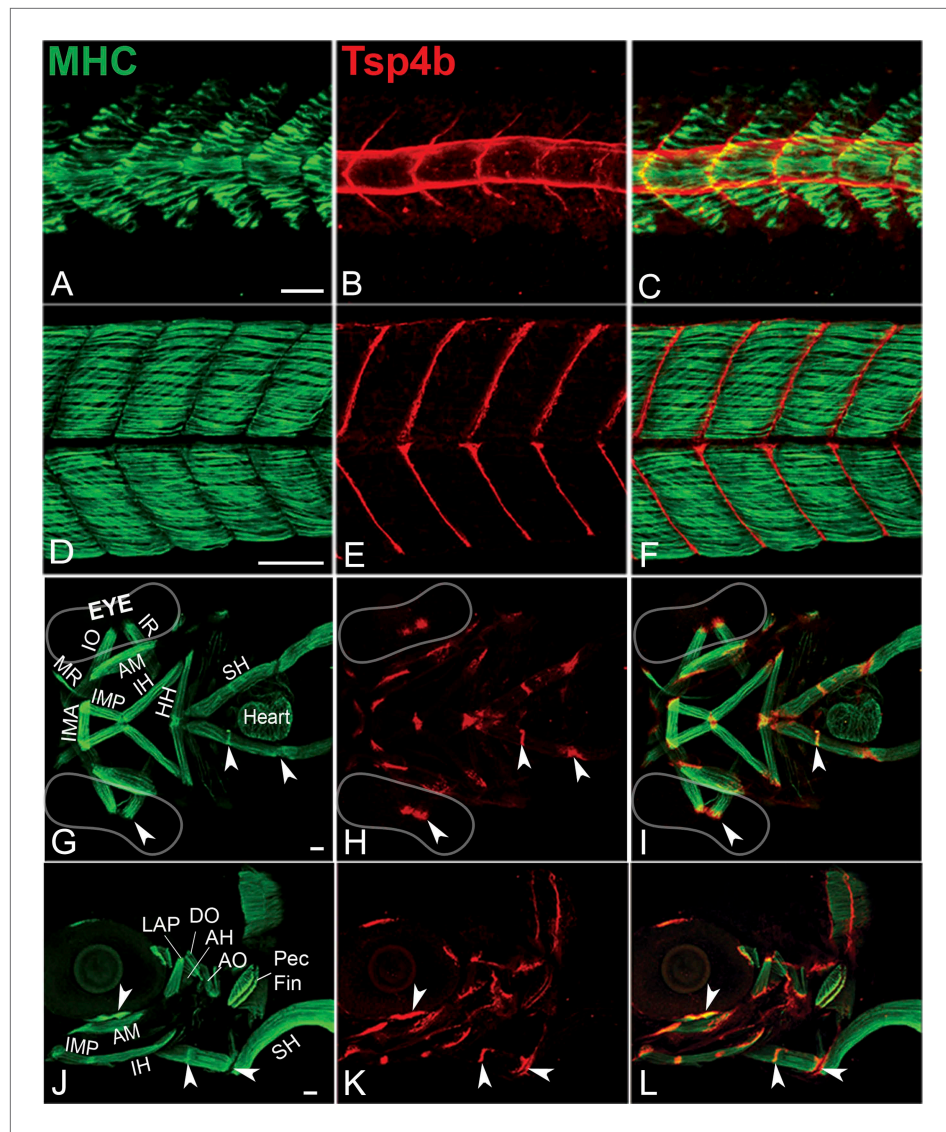 MHC Tsp4b
A B C
D E F
EYE
IO IR
MR AM SH
IMP IH HH
IMA Heart
G H I
LAP DO
AH
AO Pec
Fin
IMP AM
IH SH
J K L